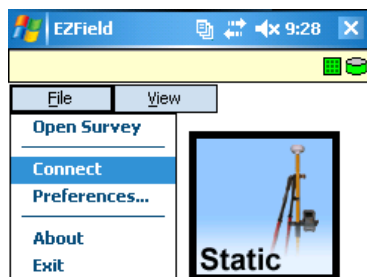 EZField 9:28
File View
Open Survey
Connect
Preferences...
About
Exit
Static